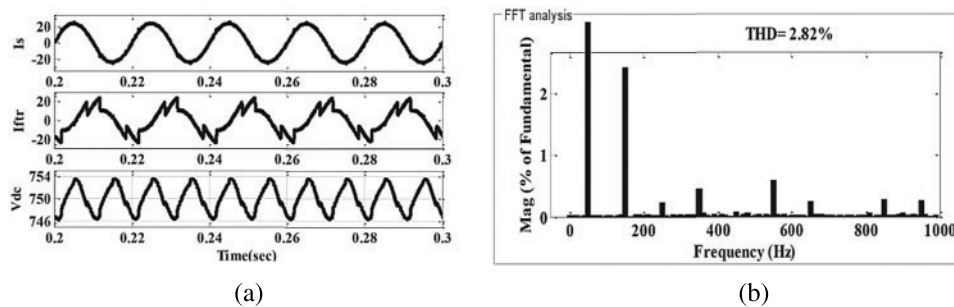 20
0
-20
Is
0.2 0.22 0.24 0.26 0.28 0.3
20
0
-20
Iftr
0.2 0.22 0.24 0.26 0.28 0.3
754
750
746
Vdc
0.2 0.22 0.24 0.26 0.28 0.3
Time(sec)
(a)
FFT analysis
THD= 2.82%
2
1
0
Mag (% of Fundamental)
0 200 400 600 800 1000
Frequency (Hz)
(b)